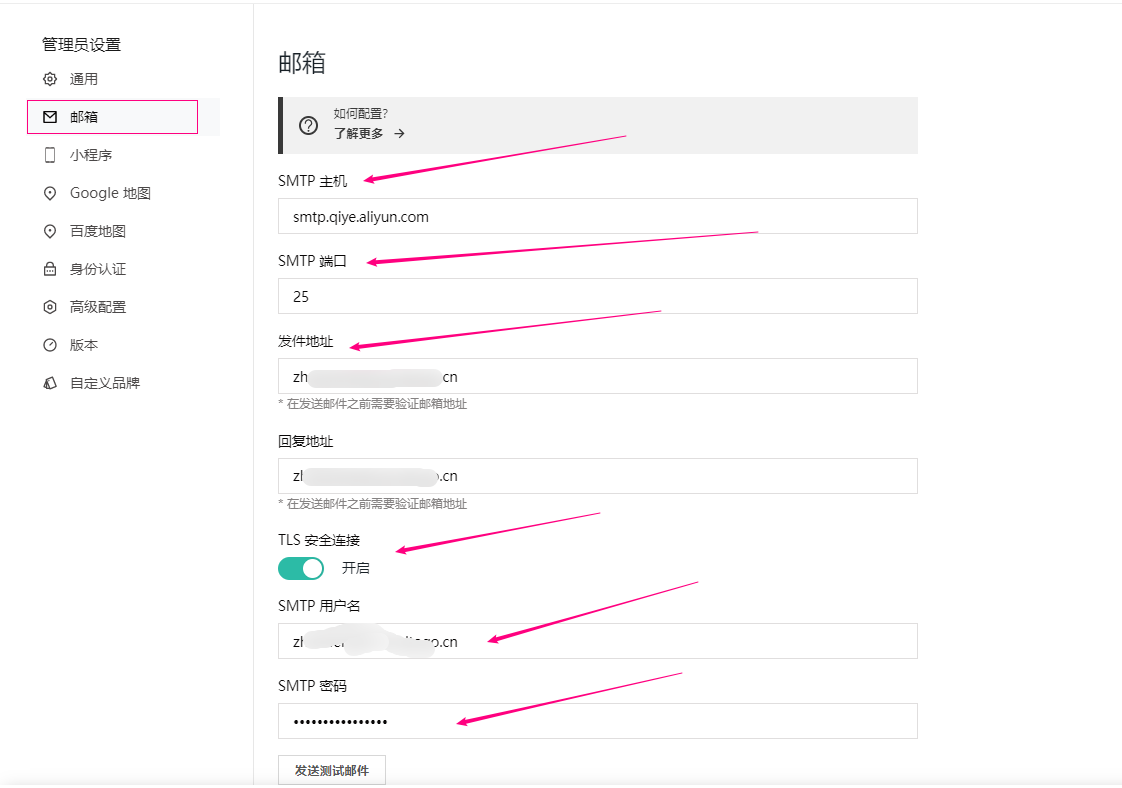 管理员设置
通用
邮箱
小程序
Google 地图
百度地图
身份认证
高级配置
版本
自定义品牌
邮箱
如何配置?
了解更多 →
SMTP 主机
smtp.qiye.aliyun.com
SMTP 端口
25
发件地址
zh cn
* 在发送邮件之前需要验证邮箱地址
回复地址
.cn
* 在发送邮件之前需要验证邮箱地址
TLS 安全连接
开启
SMTP 用户名
zh .cn
SMTP 密码
••••••••••••••••
发送测试邮件